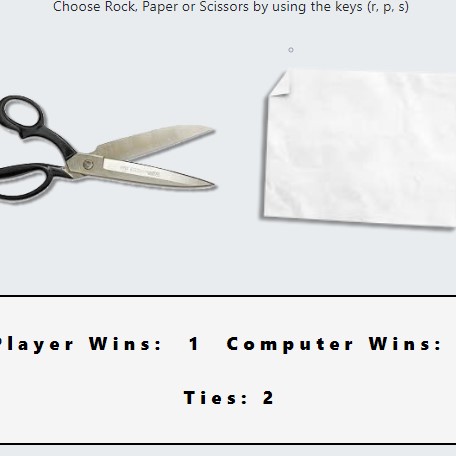 Choose Rock, Paper or Scissors by using the keys (r, p, s)
Player Wins: 1 Computer Wins:
Ties: 2